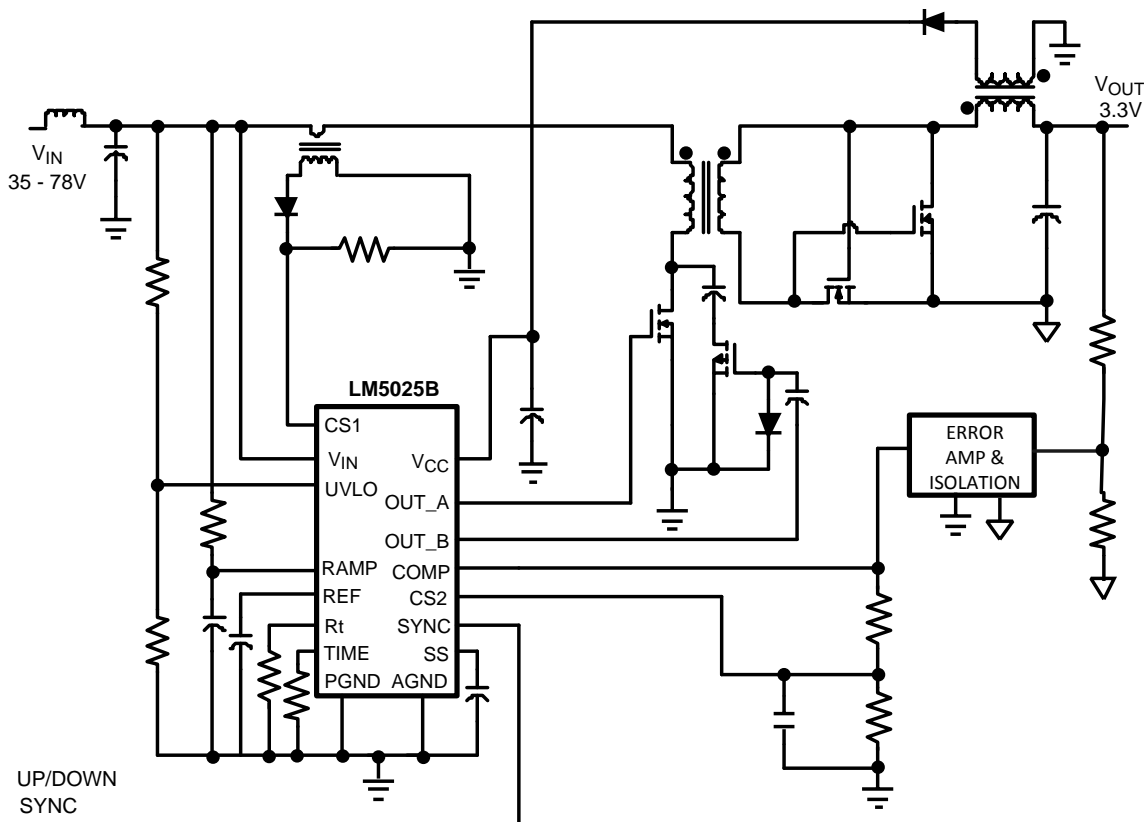 V_OUT
3.3V
V_IN
35 - 78V
LM5025B
CS1
V_IN
UVLO
RAMP
REF
Rt
TIME
PGND
AGND
V_CC
OUT_A
OUT_B
COMP
CS2
SYNC
SS
ERROR
AMP &
ISOLATION
UP/DOWN
SYNC